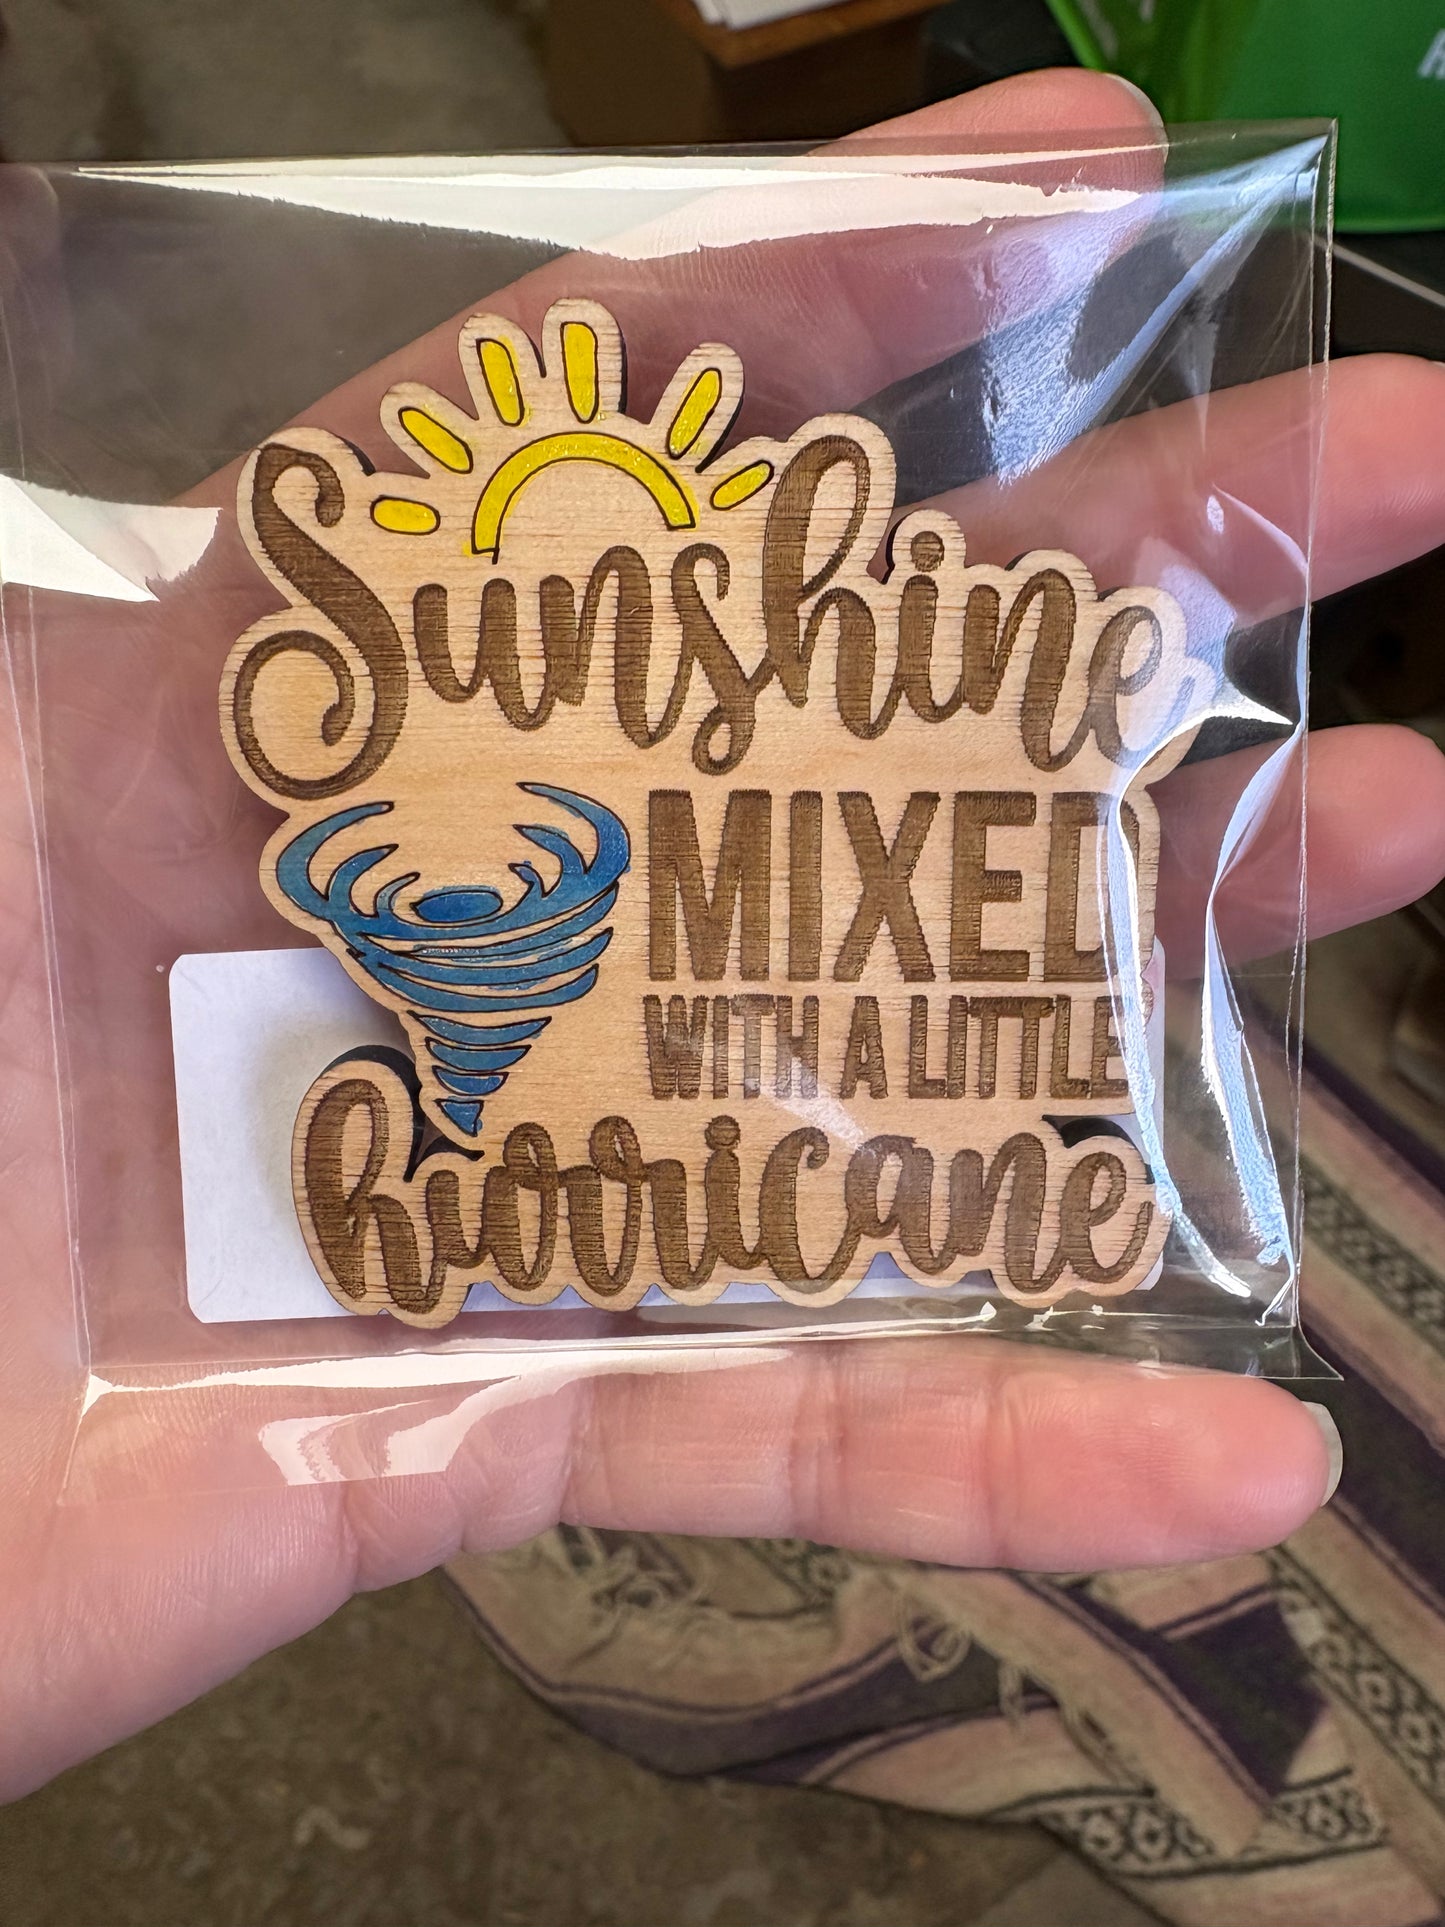 Sunshine
MIXED
WITH A LITTLE
hurricane